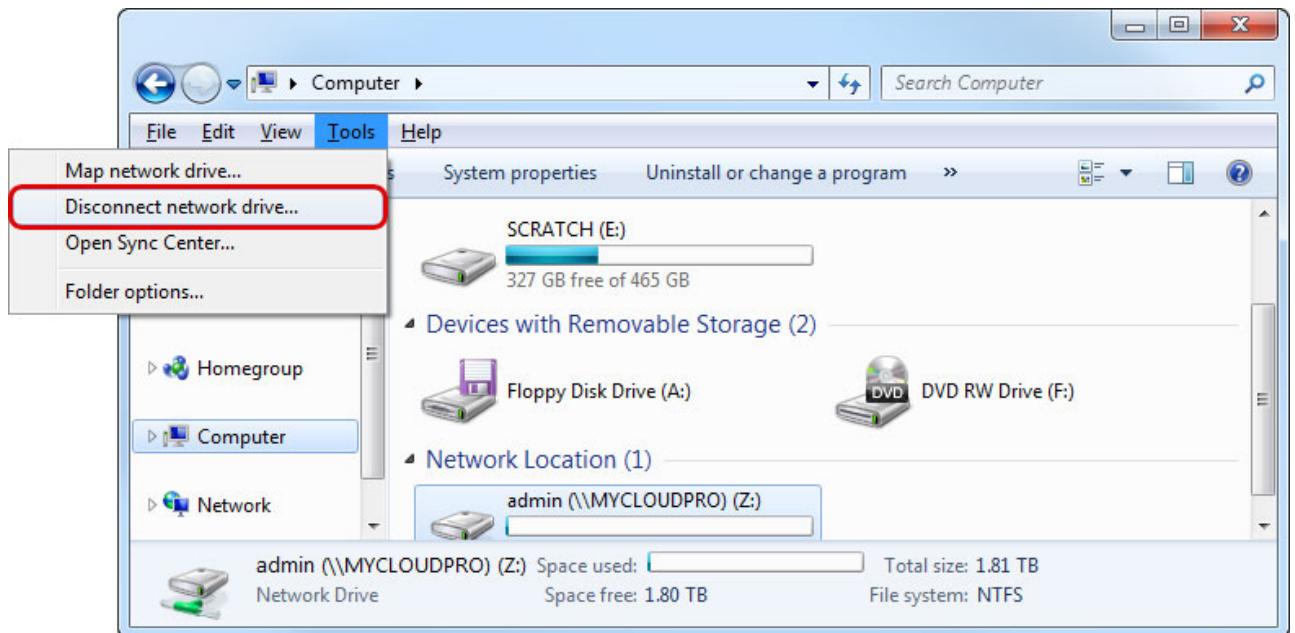 Computer
Search Computer
File Edit View Tools Help
Map network drive...
Disconnect network drive...
Open Sync Center...
Folder options...
System properties Uninstall or change a program »
SCRATCH (E:)
327 GB free of 465 GB
Devices with Removable Storage (2)
Floppy Disk Drive (A:)
DVD
DVD RW Drive (F:)
Network Location (1)
admin (\\MYCLOUDPRO) (Z:)
Homegroup
Computer
Network
admin (\\MYCLOUDPRO) (Z:) Space used: Total size: 1.81 TB
Network Drive Space free: 1.80 TB File system: NTFS